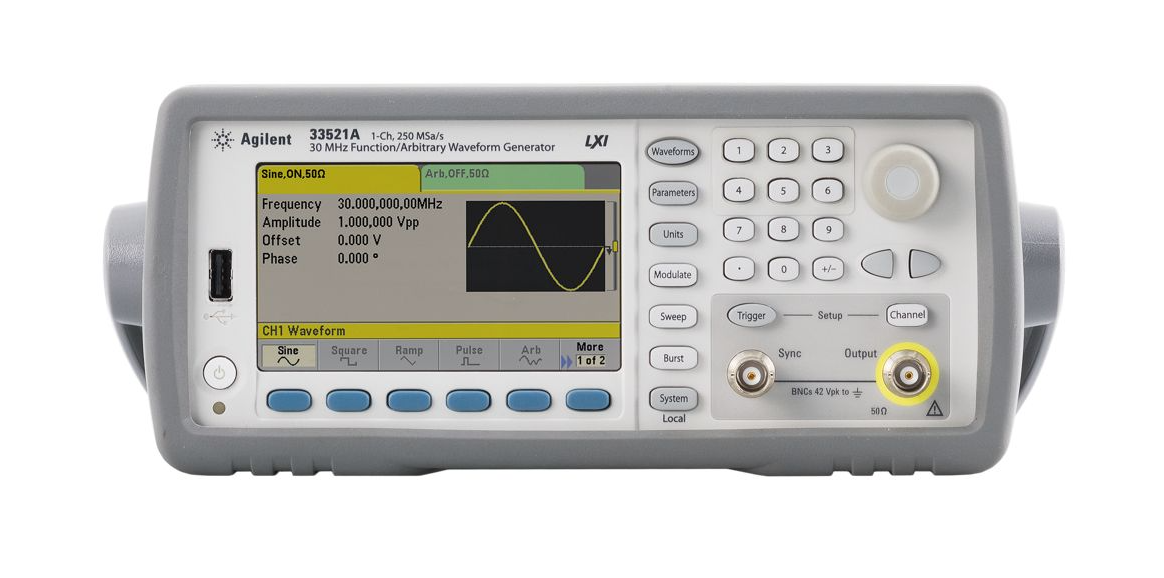 Agilent 33521A 1-Ch, 250 MSa/s LXI
30 MHz Function/Arbitrary Waveform Generator
Sine,ON,50Ω Arb,OFF,50Ω
Frequency 30.000,000,00MHz
Amplitude 1.000,000 Vpp
Offset 0.000 V
Phase 0.000 °
CH1 Waveform
Sine Square Ramp Pulse Arb More
1 of 2
Waveforms
Parameters
Units
Modulate
Sweep
Burst
System
Local
1 2 3
4 5 6
7 8 9
. 0 +/-
Trigger Setup Channel
Sync Output
BNCs 42 Vpk to
50Ω